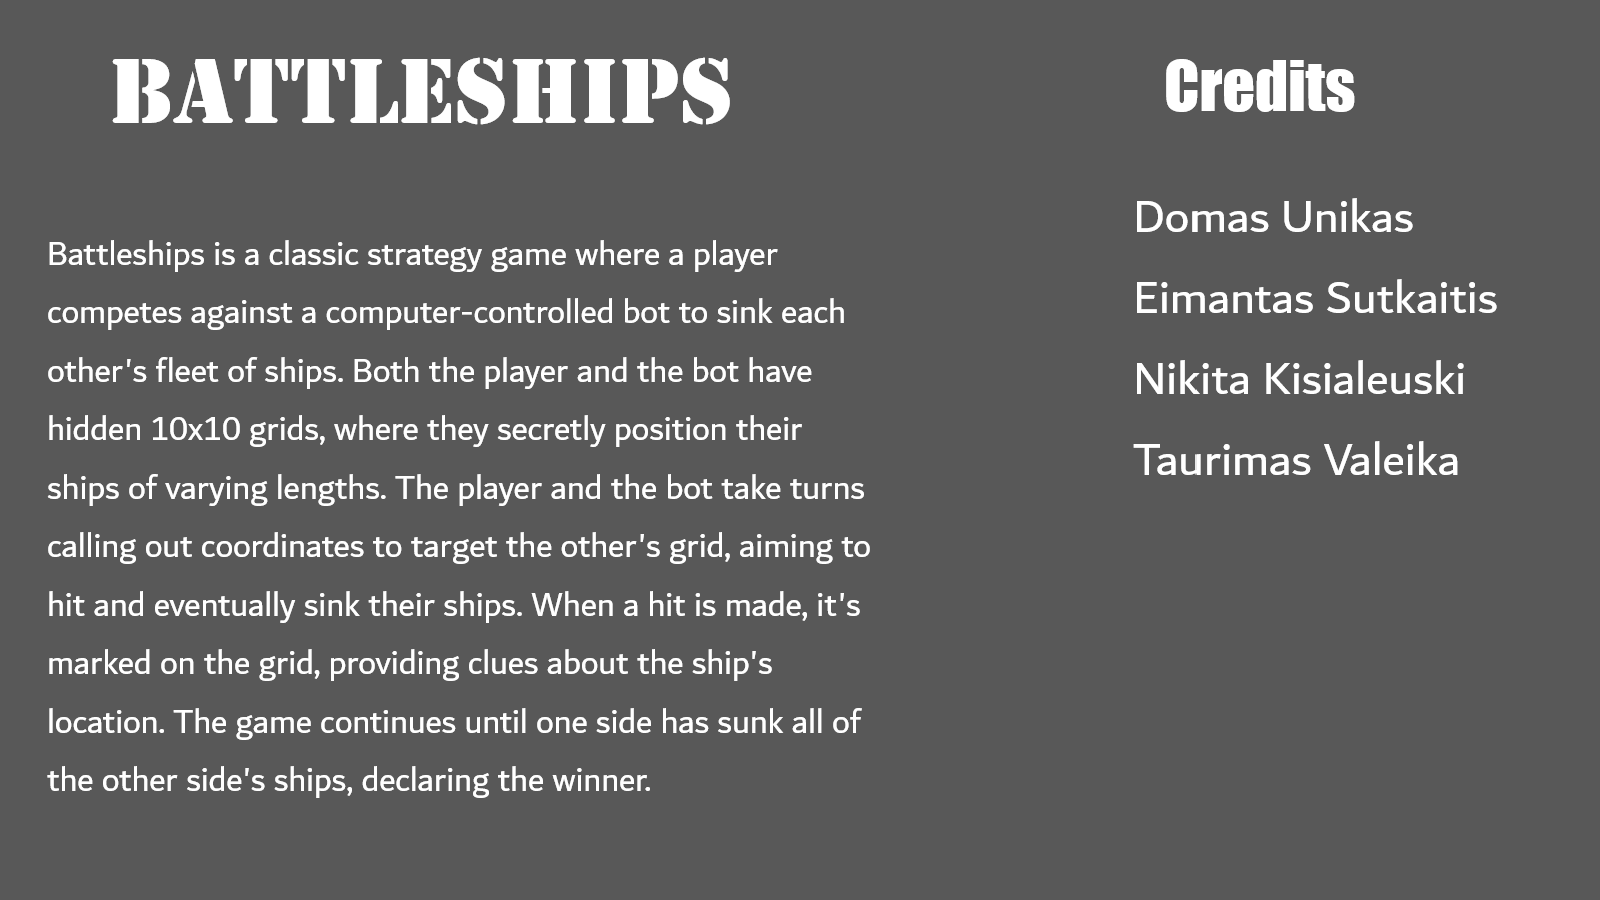 BATTLESHIPS
Battleships is a classic strategy game where a player
competes against a computer-controlled bot to sink each
other's fleet of ships. Both the player and the bot have
hidden 10x10 grids, where they secretly position their
ships of varying lengths. The player and the bot take turns
calling out coordinates to target the other's grid, aiming to
hit and eventually sink their ships. When a hit is made, it's
marked on the grid, providing clues about the ship's
location. The game continues until one side has sunk all of
the other side's ships, declaring the winner.
Credits
Domas Unikas
Eimantas Sutkaitis
Nikita Kisialeuski
Taurimas Valeika